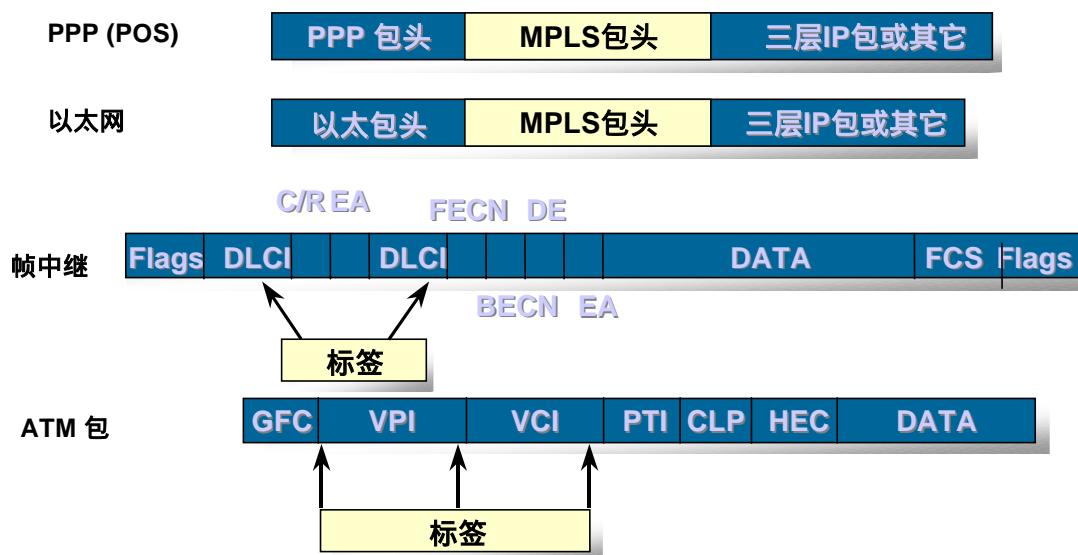 PPP (POS) PPP 包头 MPLS包头 三层IP包或其它
以太网 以太包头 MPLS包头 三层IP包或其它
C/R EA FECN DE
帧中继 Flags DLCI DLCI DATA FCS Flags
BECN EA
标签
ATM 包 GFC VPI VCI PTI CLP HEC DATA
标签